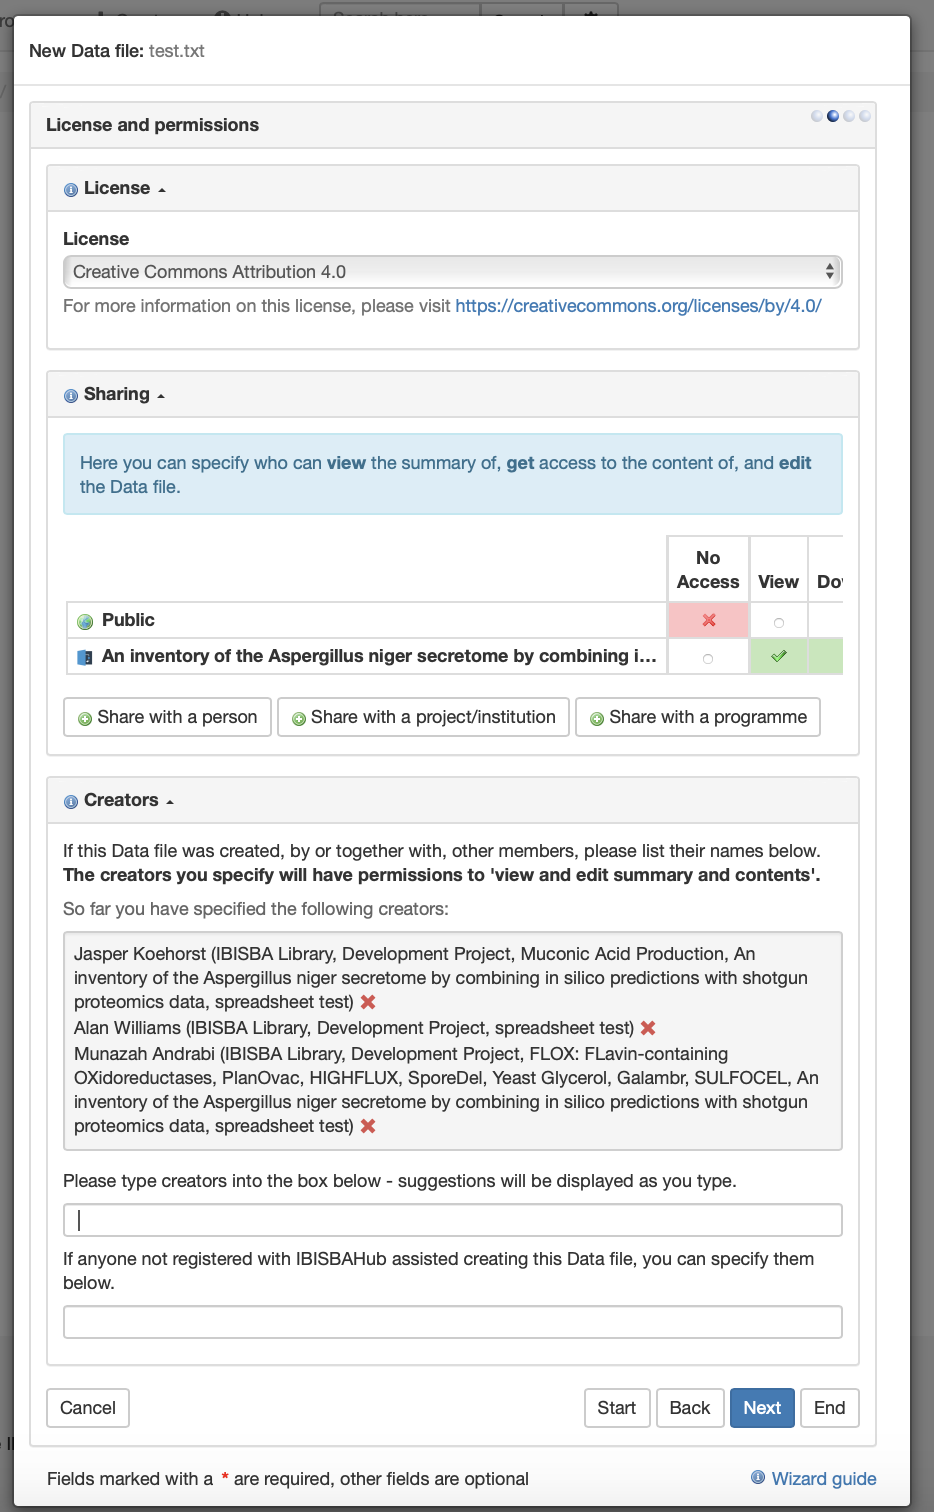 New Data file: test.txt
License and permissions
License
License
Creative Commons Attribution 4.0
For more information on this license, please visit https://creativecommons.org/licenses/by/4.0/
Sharing
Here you can specify who can view the summary of, get access to the content of, and edit
the Data file.
No
Access View Do
Public
An inventory of the Aspergillus niger secretome by combining i...
Share with a person Share with a project/institution Share with a programme
Creators
If this Data file was created, by or together with, other members, please list their names below.
The creators you specify will have permissions to 'view and edit summary and contents'.
So far you have specified the following creators:
Jasper Koehorst (IBISBA Library, Development Project, Muconic Acid Production, An
inventory of the Aspergillus niger secretome by combining in silico predictions with shotgun
proteomics data, spreadsheet test)
Alan Williams (IBISBA Library, Development Project, spreadsheet test)
Munazah Andrabi (IBISBA Library, Development Project, FLOX: FLavin-containing
OXidoreductases, PlanOvac, HIGHFLUX, SporeDel, Yeast Glycerol, Galambr, SULFOCEL, An
inventory of the Aspergillus niger secretome by combining in silico predictions with shotgun
proteomics data, spreadsheet test)
Please type creators into the box below - suggestions will be displayed as you type.
If anyone not registered with IBISBAHub assisted creating this Data file, you can specify them
below.
Cancel Start Back Next End
Fields marked with a * are required, other fields are optional Wizard guide